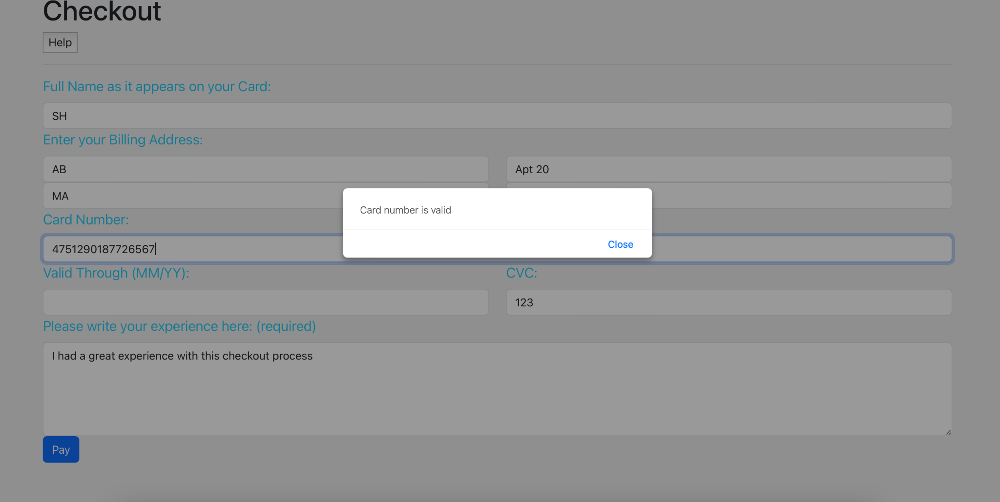 Checkout
Help
Full Name as it appears on your Card:
SH
Enter your Billing Address:
AB
Apt 20
MA
Card number is valid
Close
Card Number:
4751290187726567
Valid Through (MM/YY):
CVC:
123
Please write your experience here: (required)
I had a great experience with this checkout process
Pay